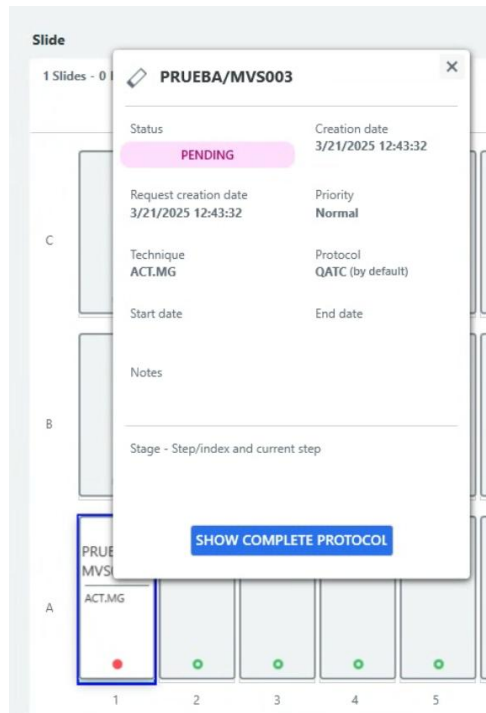 Slide
1 Slides - 0
PRUEBA/MVS003
Status
Creation date
PENDING
3/21/2025 12:43:32
Request creation date
Priority
3/21/2025 12:43:32
Normal
Technique
Protocol
ACT.MG
QATC (by default)
Start date
End date
Notes
Stage - Step/index and current step
SHOW COMPLETE PROTOCOL
C
B
A
PRUE
MVS
ACT.MG
1 2 3 4 5